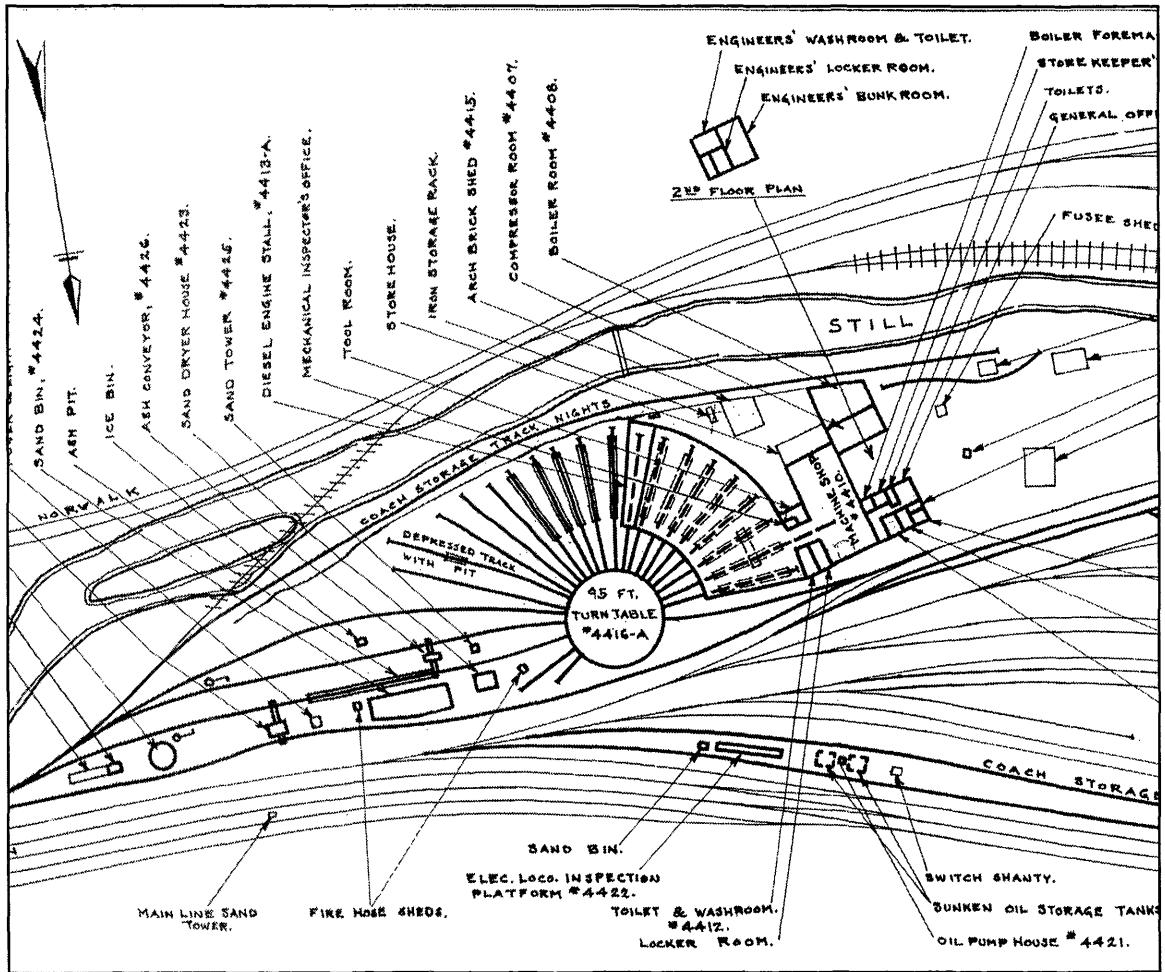 ENGINEERS' WASHROOM & TOILET.
ENGINEERS' LOCKER ROOM.
ENGINEERS' BUNKROOM.
2ND FLOOR PLAN
BOILER FOREMA
STORE KEEPER'
TOILETS.
GENERAL OFF
FUSEE SHED
SAND BIN, #4424.
ASH PIT.
ICE BIN.
ASH CONVEYOR, #4426.
SAND DRYER HOUSE #4423.
SAND TOWER #4425.
DIESEL ENGINE STALL, #4413-A.
MECHANICAL INSPECTOR'S OFFICE.
TOOL ROOM.
STORE HOUSE.
IRON STORAGE RACK.
ARCH BRICK SHED #4415.
COMPRESSOR ROOM #4407.
BOILER ROOM #4408.
STILL
NORWALK
COACH STORAGE TRACK NIGHTS
MACHINE SHOP
#4410.
DEPRESSED TRACK
WITH PIT
95 FT.
TURNTABLE
#4416-A
COACH STORAGE
SAND BIN.
ELEC. LOCO. INSPECTION
PLATFORM #4422.
TOILET & WASHROOM.
#4412.
LOCKER ROOM.
SWITCH SHANTY.
SUNKEN OIL STORAGE TANKS
OIL PUMP HOUSE #4421.
MAIN LINE SAND
TOWER.
FIRE HOSE SHEDS.